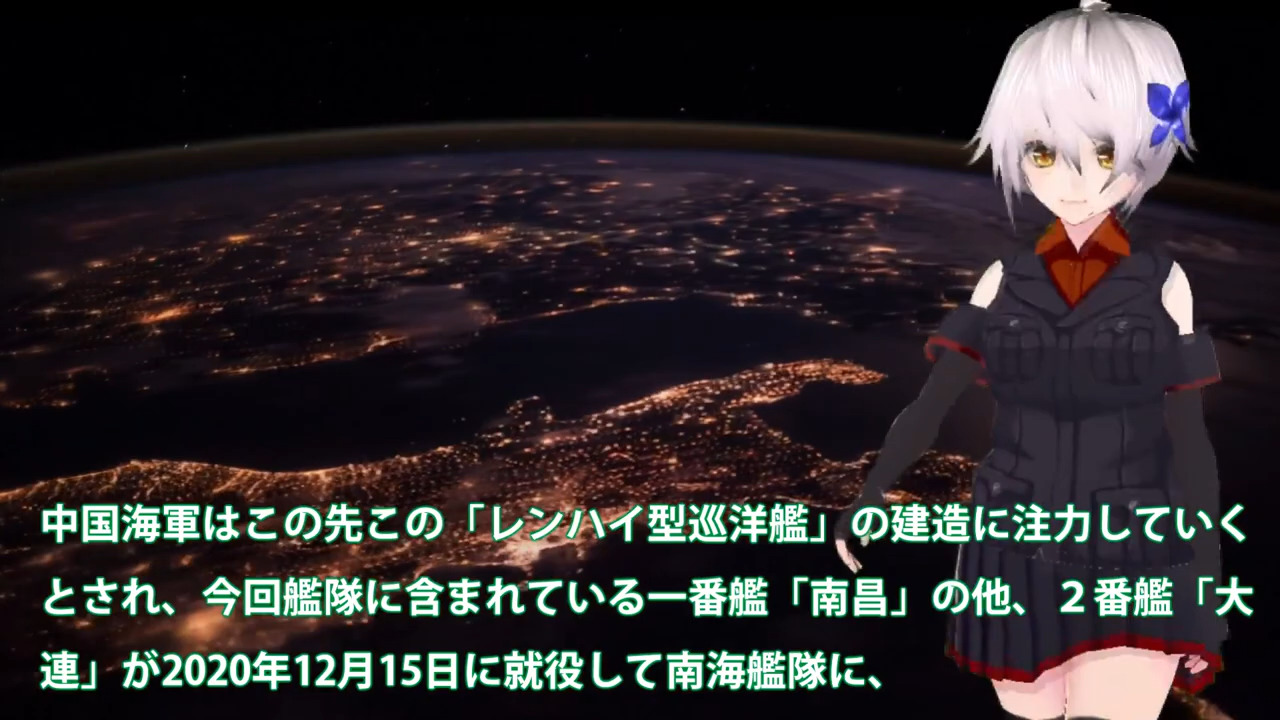 中国海軍はこの先この「レンハイ型巡洋艦」の建造に注力していく
とされ、今回艦隊に含まれている一番艦「南昌」の他、２番艦「大
連」が2020年12月15日に就役して南海艦隊に、